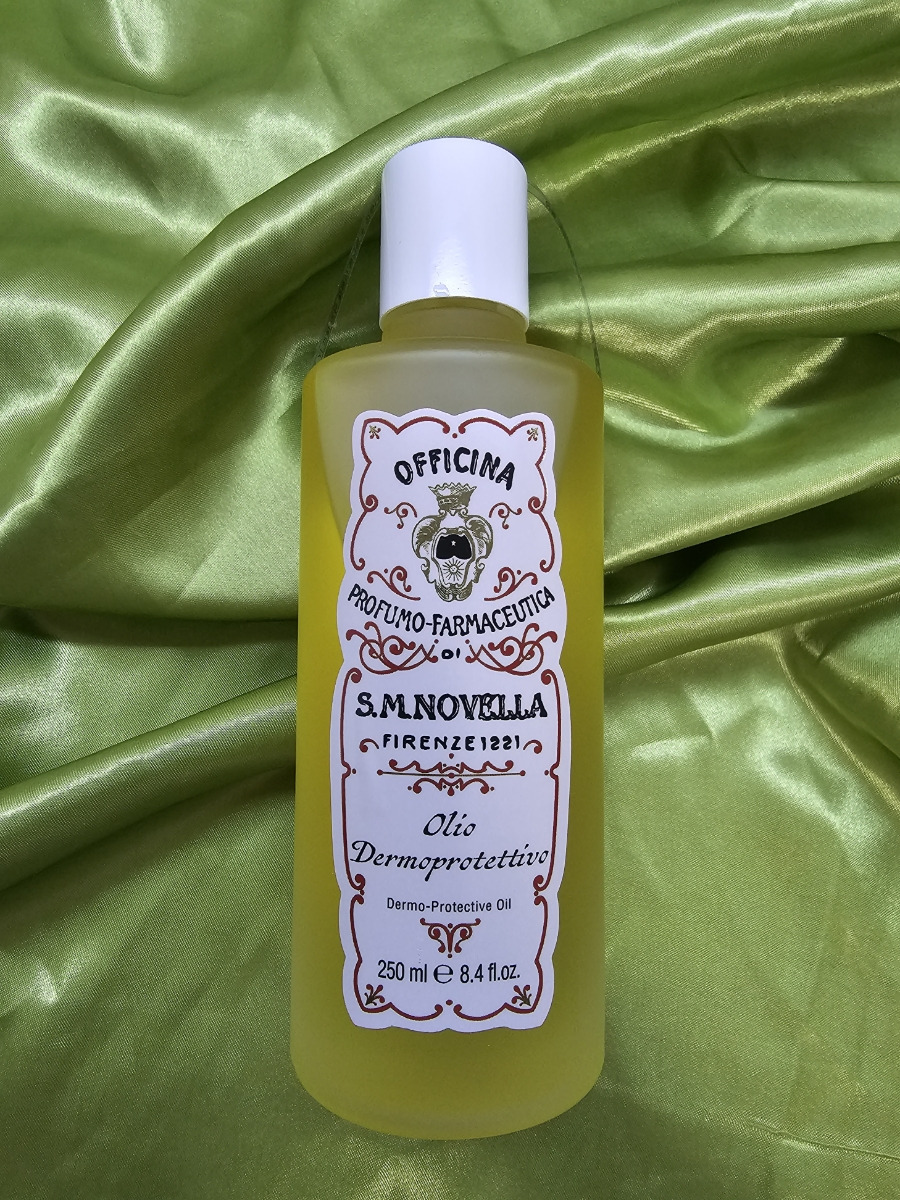 OFFICINA
PROFUMO-FARMACEUTICA
DI
S.M.NOVELLA
FIRENZE 1221
Olio
Dermoprotettivo
Dermo-Protective Oil
250 ml ℮ 8.4 fl.oz.